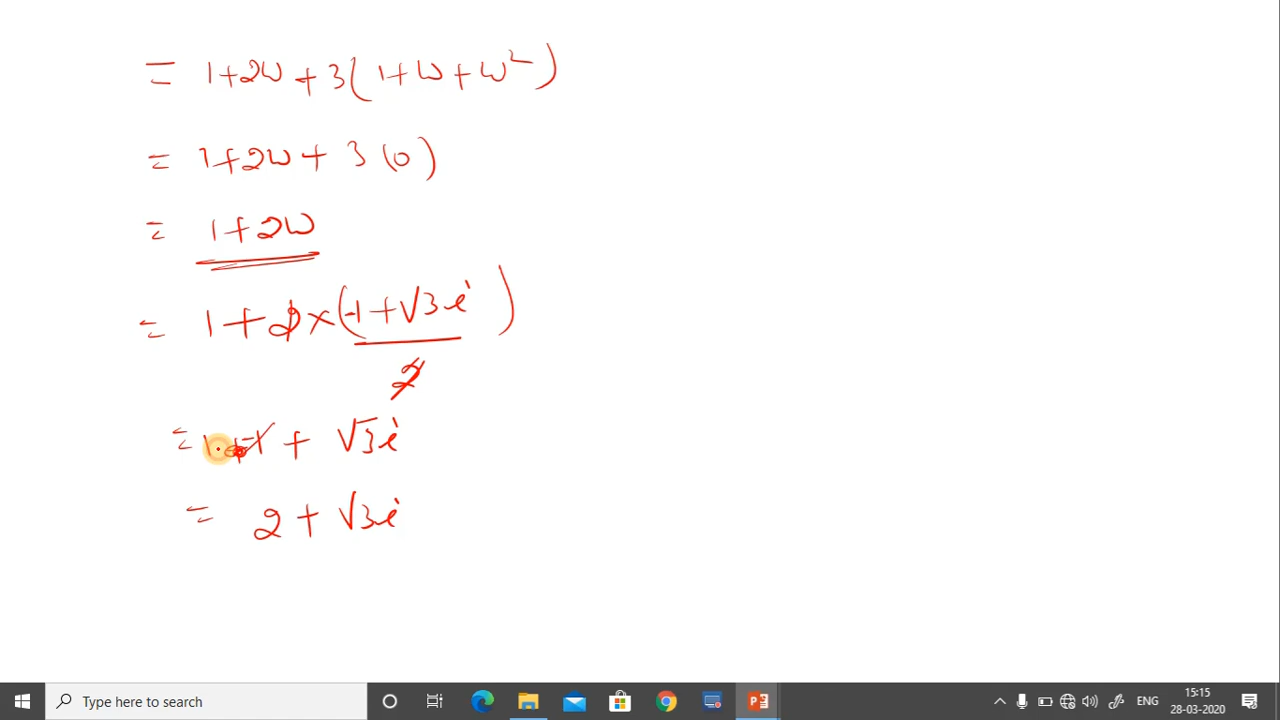 = 1+2ω+3(1+ω+ω²)
= 1+2ω+3(0)
= 1+2ω
= 1+2×(-1+√3i)
2
= 1 -1 + √3i
= 2+√3i
Type here to search
ENG
15:15
28-03-2020